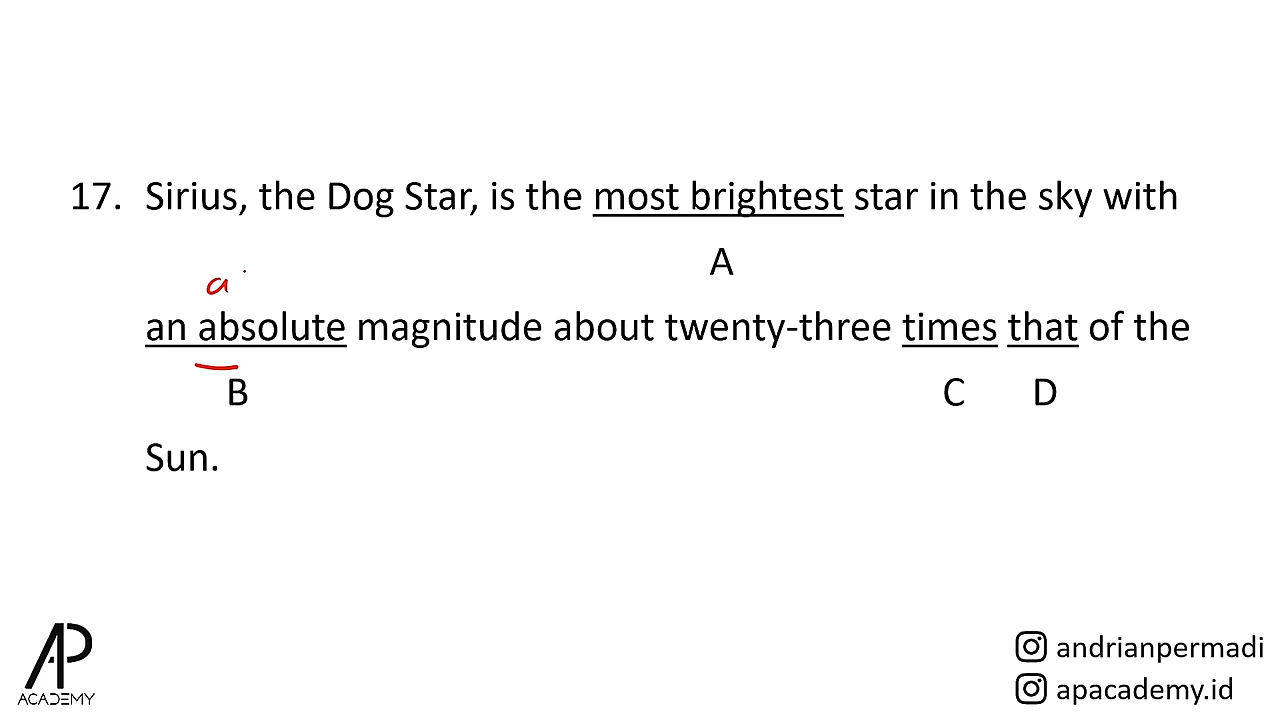 17. Sirius, the Dog Star, is the most brightest star in the sky with
A
a
an absolute magnitude about twenty-three times that of the
B C D
Sun.
AP
ACADEMY
andrianpermadi
apacademy.id